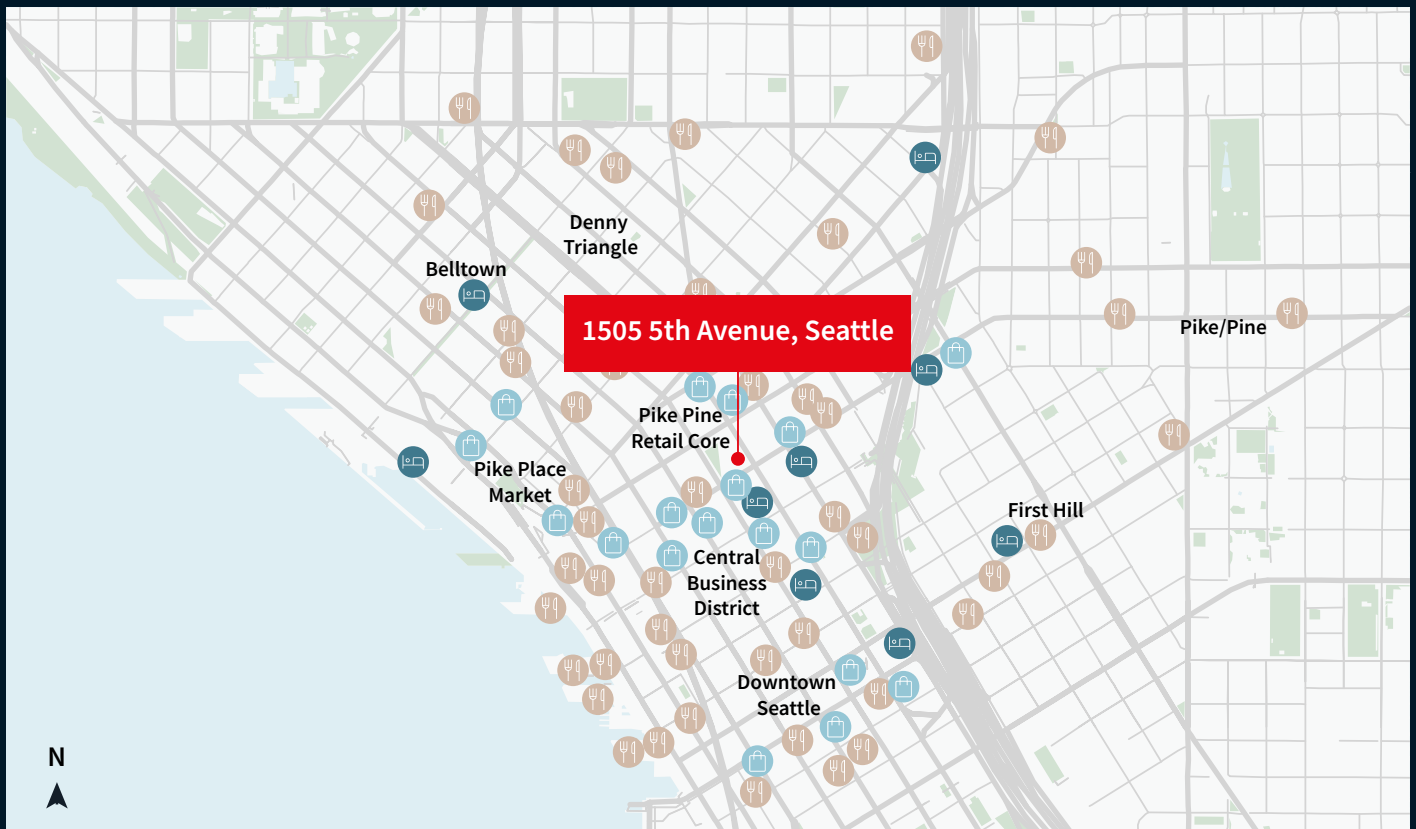 Denny
Triangle
Belltown
1505 5th Avenue, Seattle
Pike/Pine
Pike Pine
Retail Core
Pike Place
Market
First Hill
Central
Business
District
Downtown
Seattle
N